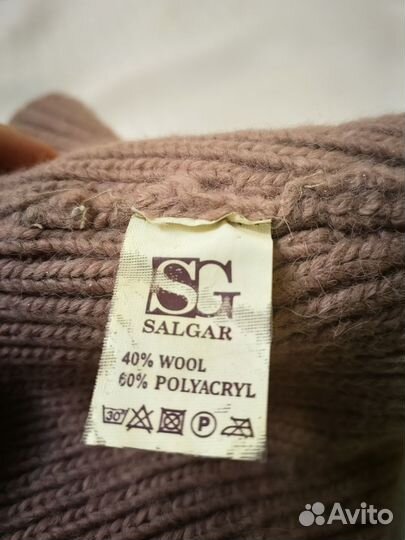 SG
SALGAR
40% WOOL
60% POLYACRYL
30° P
Avito